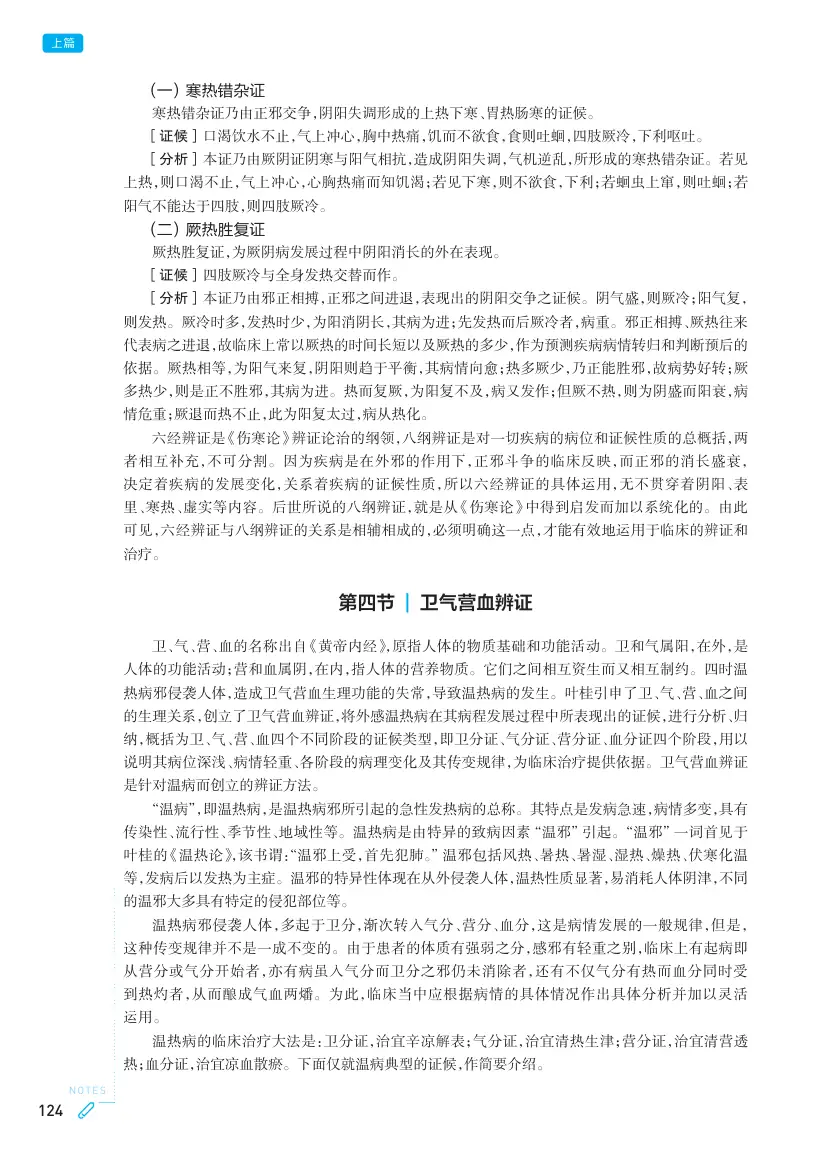 上篇
（一）寒热错杂证
寒热错杂证乃由正邪交争，阴阳失调形成的上热下寒、胃热肠寒的证候。
［证候］口渴饮水不止，气上冲心，胸中热痛，饥而不欲食，食则吐蛔，四肢厥冷，下利呕吐。
［分析］本证乃由厥阴证阴寒与阳气相抗，造成阴阳失调，气机逆乱，所形成的寒热错杂证。若见
上热，则口渴不止，气上冲心，心胸热痛而知饥渴；若见下寒，则不欲食，下利；若蛔虫上窜，则吐蛔；若
阳气不能达于四肢，则四肢厥冷。
（二）厥热胜复证
厥热胜复证，为厥阴病发展过程中阴阳消长的外在表现。
［证候］四肢厥冷与全身发热交替而作。
［分析］本证乃由邪正相搏，正邪之间进退，表现出的阴阳交争之证候。阴气盛，则厥冷；阳气复，
则发热。厥冷时多，发热时少，为阳消阴长，其病为进；先发热而后厥冷者，病重。邪正相搏、厥热往来
代表病之进退，故临床上常以厥热的时间长短以及厥热的多少，作为预测疾病病情转归和判断预后的
依据。厥热相等，为阳气来复，阴阳则趋于平衡，其病情向愈；热多厥少，乃正能胜邪，故病势好转；厥
多热少，则是正不胜邪，其病为进。热而复厥，为阳复不及，病又发作；但厥不热，则为阴盛而阳衰，病
情危重；厥退而热不止，此为阳复太过，病从热化。
六经辨证是《伤寒论》辨证论治的纲领，八纲辨证是对一切疾病的病位和证候性质的总概括，两
者相互补充，不可分割。因为疾病是在外邪的作用下，正邪斗争的临床反映，而正邪的消长盛衰，
决定着疾病的发展变化，关系着疾病的证候性质，所以六经辨证的具体运用，无不贯穿着阴阳、表
里、寒热、虚实等内容。后世所说的八纲辨证，就是从《伤寒论》中得到启发而加以系统化的。由此
可见，六经辨证与八纲辨证的关系是相辅相成的，必须明确这一点，才能有效地运用于临床的辨证和
治疗。
第四节 | 卫气营血辨证
卫、气、营、血的名称出自《黄帝内经》，原指人体的物质基础和功能活动。卫和气属阳，在外，是
人体的功能活动；营和血属阴，在内，指人体的营养物质。它们之间相互资生而又相互制约。四时温
热病邪侵袭人体，造成卫气营血生理功能的失常，导致温热病的发生。叶桂引申了卫、气、营、血之间
的生理关系，创立了卫气营血辨证，将外感温热病在其病程发展过程中所表现出的证候，进行分析、归
纳，概括为卫、气、营、血四个不同阶段的证候类型，即卫分证、气分证、营分证、血分证四个阶段，用以
说明其病位深浅、病情轻重、各阶段的病理变化及其传变规律，为临床治疗提供依据。卫气营血辨证
是针对温病而创立的辨证方法。
“温病”，即温热病，是温热病邪所引起的急性发热病的总称。其特点是发病急速，病情多变，具有
传染性、流行性、季节性、地域性等。温热病是由特异的致病因素“温邪”引起。“温邪”一词首见于
叶桂的《温热论》，该书谓：“温邪上受，首先犯肺。”温邪包括风热、暑热、暑湿、湿热、燥热、伏寒化温
等，发病后以发热为主症。温邪的特异性体现在从外侵袭人体，温热性质显著，易消耗人体阴津，不同
的温邪大多具有特定的侵犯部位等。
温热病邪侵袭人体，多起于卫分，渐次转入气分、营分、血分，这是病情发展的一般规律，但是，
这种传变规律并不是一成不变的。由于患者的体质有强弱之分，感邪有轻重之别，临床上有起病即
从营分或气分开始者，亦有病虽入气分而卫分之邪仍未消除者，还有不仅气分有热而血分同时受
到热灼者，从而酿成气血两燔。为此，临床当中应根据病情的具体情况作出具体分析并加以灵活
运用。
温热病的临床治疗大法是：卫分证，治宜辛凉解表；气分证，治宜清热生津；营分证，治宜清营透
热；血分证，治宜凉血散瘀。下面仅就温病典型的证候，作简要介绍。
NOTES
124